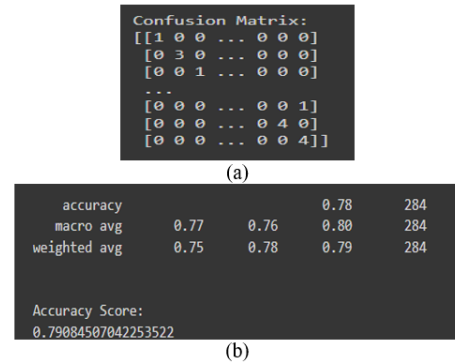 Confusion Matrix:
[[1 0 0 ... 0 0 0]
[0 3 0 ... 0 0 0]
[0 0 1 ... 0 0 0]
...
[0 0 0 ... 0 0 1]
[0 0 0 ... 0 4 0]
[0 0 0 ... 0 0 4]]
(a)
accuracy 0.78 284
macro avg 0.77 0.76 0.80 284
weighted avg 0.75 0.78 0.79 284
Accuracy Score:
0.79084507042253522
(b)